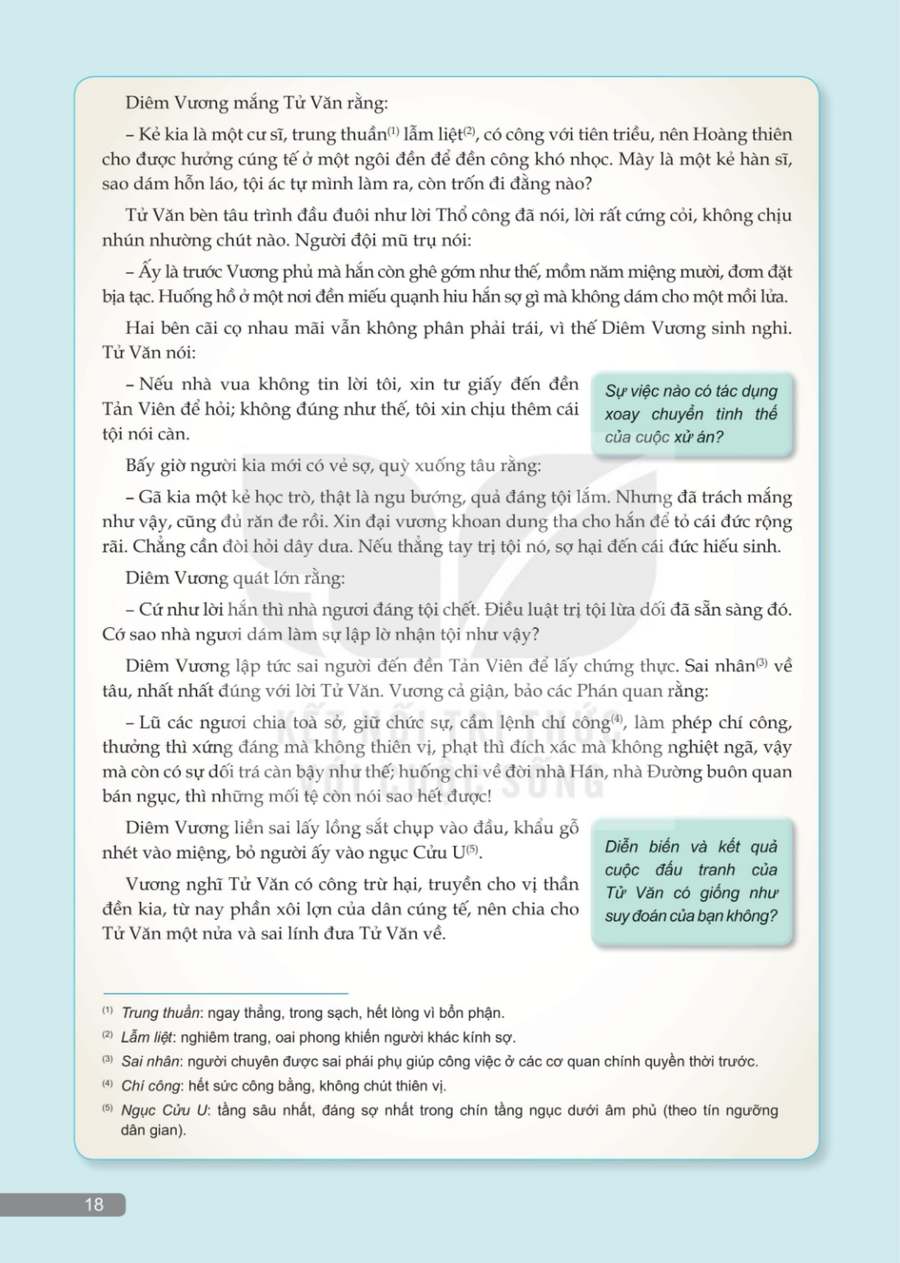 Diêm Vương mắng Tử Văn rằng:
– Kẻ kia là một cư sĩ, trung thuần(1) lẫm liệt(2), có công với tiên triều, nên Hoàng thiên
cho được hưởng cúng tế ở một ngôi đền để đền công khó nhọc. Mày là một kẻ hàn sĩ,
sao dám hỗn láo, tội ác tự mình làm ra, còn trốn đi đằng nào?
Tử Văn bèn tâu trình đầu đuôi như lời Thổ công đã nói, lời rất cứng cỏi, không chịu
nhún nhường chút nào. Người đội mũ trụ nói:
– Ấy là trước Vương phủ mà hắn còn ghê gớm như thế, mồm năm miệng mười, đơm đặt
bịa tạc. Huống hồ ở một nơi đền miếu quạnh hiu hắn sợ gì mà không dám cho một mồi lửa.
Hai bên cãi cọ nhau mãi vẫn không phân phải trái, vì thế Diêm Vương sinh nghi.
Tử Văn nói:
– Nếu nhà vua không tin lời tôi, xin tư giấy đến đền
Tản Viên để hỏi; không đúng như thế, tôi xin chịu thêm cái
tội nói càn.
Sự việc nào có tác dụng
xoay chuyển tình thế
của cuộc xử án?
Bấy giờ người kia mới có vẻ sợ, quỳ xuống tâu rằng:
– Gã kia một kẻ học trò, thật là ngu bướng, quả đáng tội lắm. Nhưng đã trách mắng
như vậy, cũng đủ răn đe rồi. Xin đại vương khoan dung tha cho hắn để tỏ cái đức rộng
rãi. Chẳng cần đòi hỏi dây dưa. Nếu thẳng tay trị tội nó, sợ hại đến cái đức hiếu sinh.
Diêm Vương quát lớn rằng:
– Cứ như lời hắn thì nhà ngươi đáng tội chết. Điều luật trị tội lừa dối đã sẵn sàng đó.
Cớ sao nhà ngươi dám làm sự lập lờ nhận tội như vậy?
Diêm Vương lập tức sai người đến đền Tản Viên để lấy chứng thực. Sai nhân(3) về
tâu, nhất nhất đúng với lời Tử Văn. Vương cả giận, bảo các Phán quan rằng:
– Lũ các ngươi chia toà sở, giữ chức sự, cầm lệnh chí công(4), làm phép chí công,
thưởng thì xứng đáng mà không thiên vị, phạt thì đích xác mà không nghiệt ngã, vậy
mà còn có sự dối trá càn bậy như thế; huống chi về đời nhà Hán, nhà Đường buôn quan
bán ngục, thì những mối tệ còn nói sao hết được!
Diêm Vương liền sai lấy lồng sắt chụp vào đầu, khẩu gỗ
nhét vào miệng, bỏ người ấy vào ngục Cửu U(5).
Vương nghĩ Tử Văn có công trừ hại, truyền cho vị thần
đền kia, từ nay phần xôi lợn của dân cúng tế, nên chia cho
Tử Văn một nửa và sai lính đưa Tử Văn về.
Diễn biến và kết quả
cuộc đấu tranh của
Tử Văn có giống như
suy đoán của bạn không?
KẾT NỐI TRI THỨC
VỚI CUỘC SỐNG
(1) Trung thuần: ngay thẳng, trong sạch, hết lòng vì bổn phận.
(2) Lẫm liệt: nghiêm trang, oai phong khiến người khác kính sợ.
(3) Sai nhân: người chuyên được sai phái phụ giúp công việc ở các cơ quan chính quyền thời trước.
(4) Chí công: hết sức công bằng, không chút thiên vị.
(5) Ngục Cửu U: tầng sâu nhất, đáng sợ nhất trong chín tầng ngục dưới âm phủ (theo tín ngưỡng
dân gian).
18